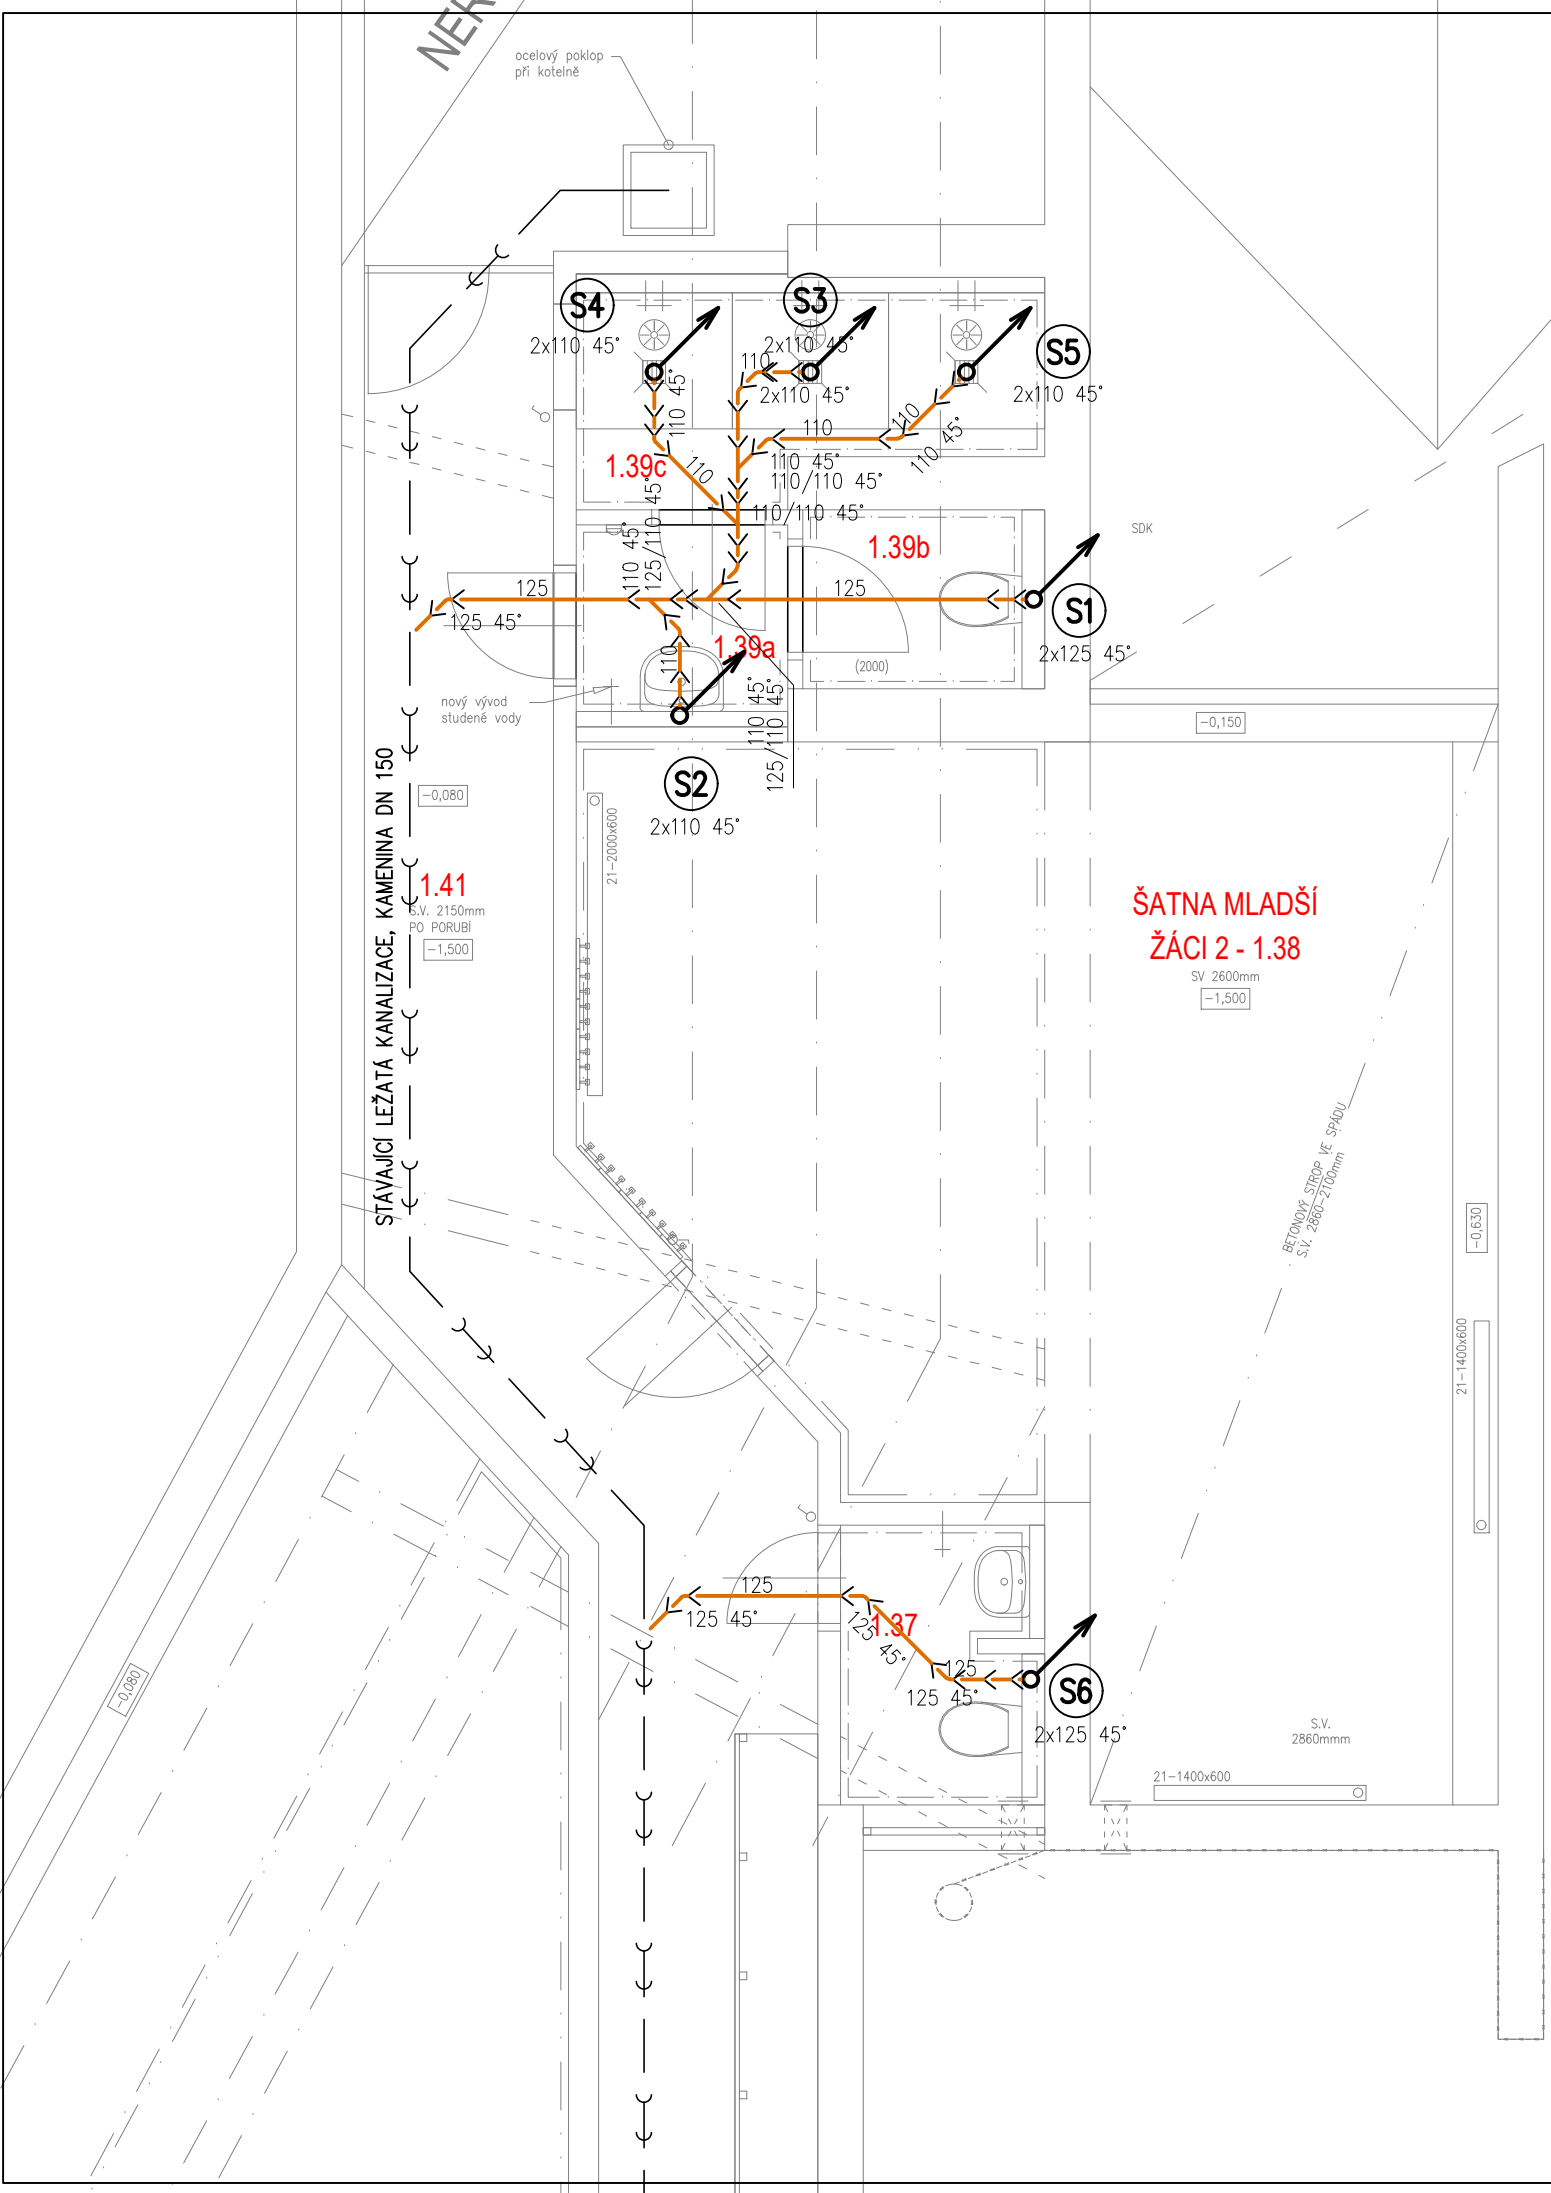 NER
ocelový poklop
při kotelně
S4
2x110 45°
S3
2x110 45°
110
2x110 45°
S5
2x110 45°
110 45°
110
110
110 45°
110
1.39c
110 45°
110/110 45°
110/110 45°
110 45°
125/110 45°
1.39b
SDK
125
125 45°
125
S1
2x125 45°
1.39a
110
(2000)
nový vývod
studené vody
110 45°
125/110 45°
-0,150
S2
2x110 45°
-0,080
STÁVAJÍCÍ LEŽATÁ KANALIZACE, KAMENINA DN 150
21-2000x600
1.41
S.V. 2150mm
PO PORUBÍ
-1,500
ŠATNA MLADŠÍ
ŽÁCI 2 - 1.38
SV 2600mm
-1,500
BETONOVÝ STROP VE SPÁDU
S.V. 2860-2100mm
-0,630
21-1400x600
125
125 45°
1.37
125 45°
125
125 45°
S6
2x125 45°
-0,080
S.V.
2860mmm
21-1400x600